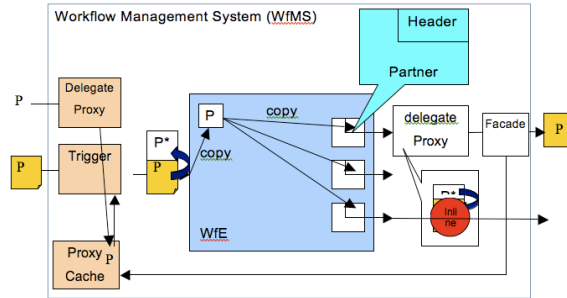 Workflow Management System (WfMS)
Header
Partner
Delegate
Proxy
P
P
copy
delegate
Proxy
Facade
P
P*
P
Trigger
P
copy
Inli
ne
WfE
Proxy
P
Cache